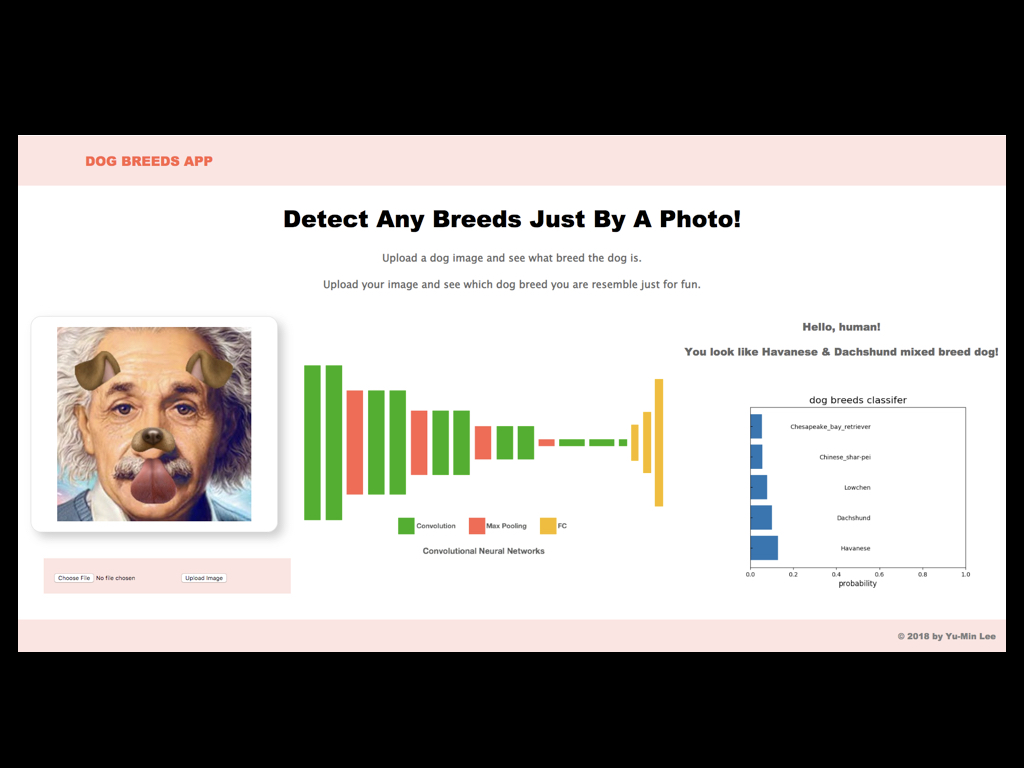 DOG BREEDS APP
Detect Any Breeds Just By A Photo!
Upload a dog image and see what breed the dog is.
Upload your image and see which dog breed you are resemble just for fun.
Hello, human!
You look like Havanese & Dachshund mixed breed dog!
dog breeds classifer
Chesapeake_bay_retriever
Chinese_shar-pei
Lowchen
Dachshund
Havanese
0.0 0.2 0.4 0.6 0.8 1.0
probability
Convolution Max Pooling FC
Convolutional Neural Networks
Choose File No file chosen Upload Image
© 2018 by Yu-Min Lee